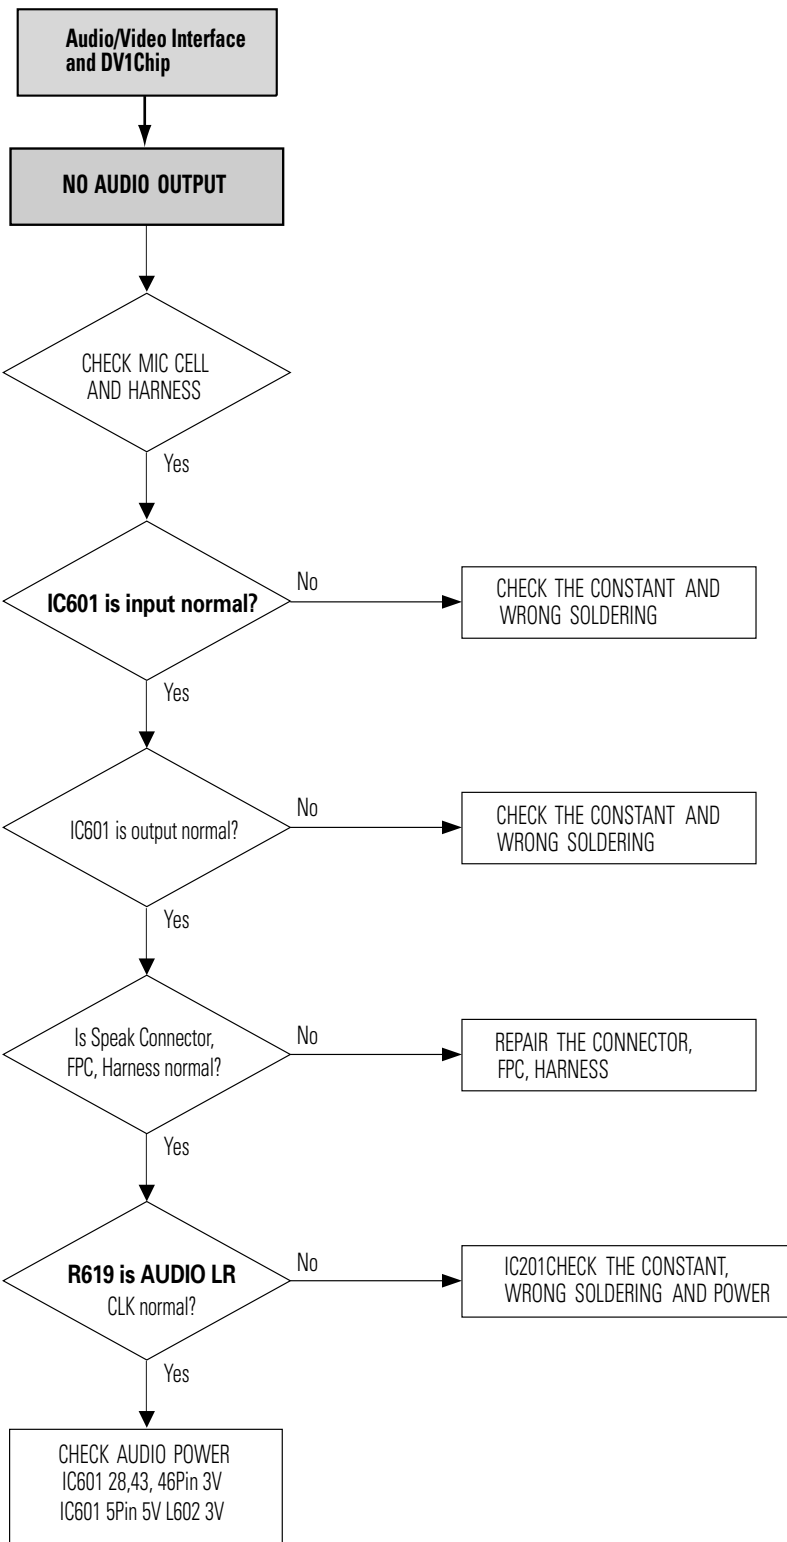 Audio/Video Interface
and DV1Chip
NO AUDIO OUTPUT
CHECK MIC CELL
AND HARNESS
Yes
IC601 is input normal?
No
CHECK THE CONSTANT AND
WRONG SOLDERING
Yes
IC601 is output normal?
No
CHECK THE CONSTANT AND
WRONG SOLDERING
Yes
Is Speak Connector,
FPC, Harness normal?
No
REPAIR THE CONNECTOR,
FPC, HARNESS
Yes
R619 is AUDIO LR
CLK normal?
No
IC201CHECK THE CONSTANT,
WRONG SOLDERING AND POWER
Yes
CHECK AUDIO POWER
IC601 28,43, 46Pin 3V
IC601 5Pin 5V L602 3V